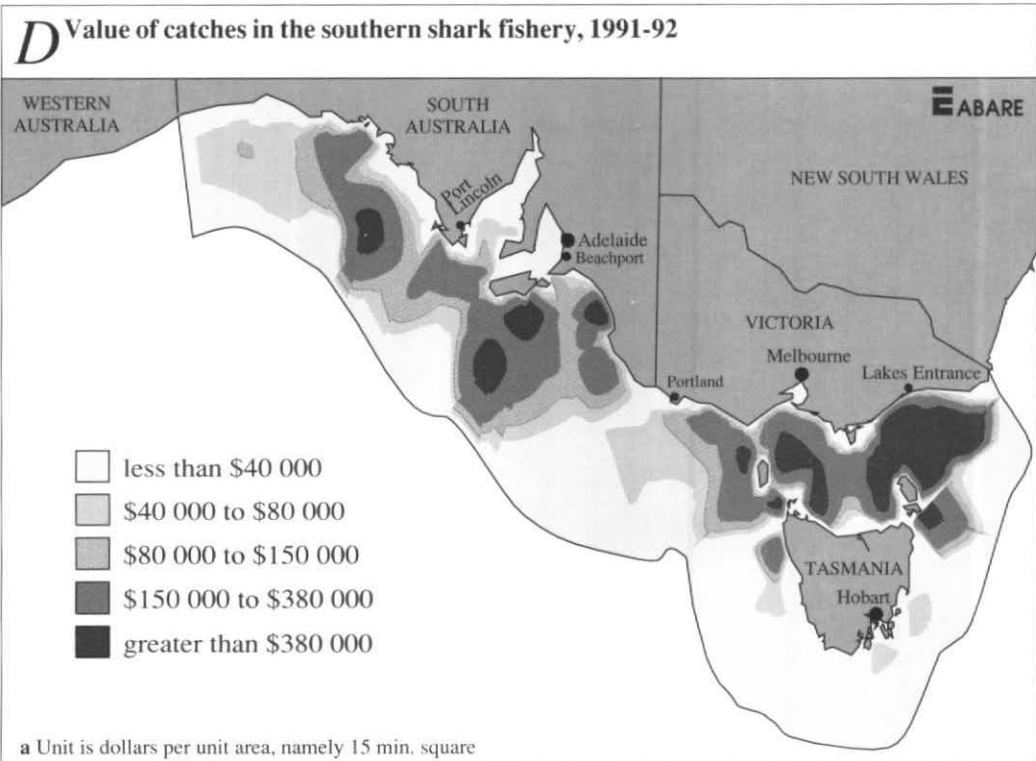 D Value of catches in the southern shark fishery, 1991-92
WESTERN
AUSTRALIA
SOUTH
AUSTRALIA
ABARE
NEW SOUTH WALES
Port
Lincoln
Adelaide
Beachport
VICTORIA
Melbourne
Lakes Entrance
Portland
less than $40 000
$40 000 to $80 000
$80 000 to $150 000
$150 000 to $380 000
greater than $380 000
TASMANIA
Hobart
a Unit is dollars per unit area, namely 15 min. square